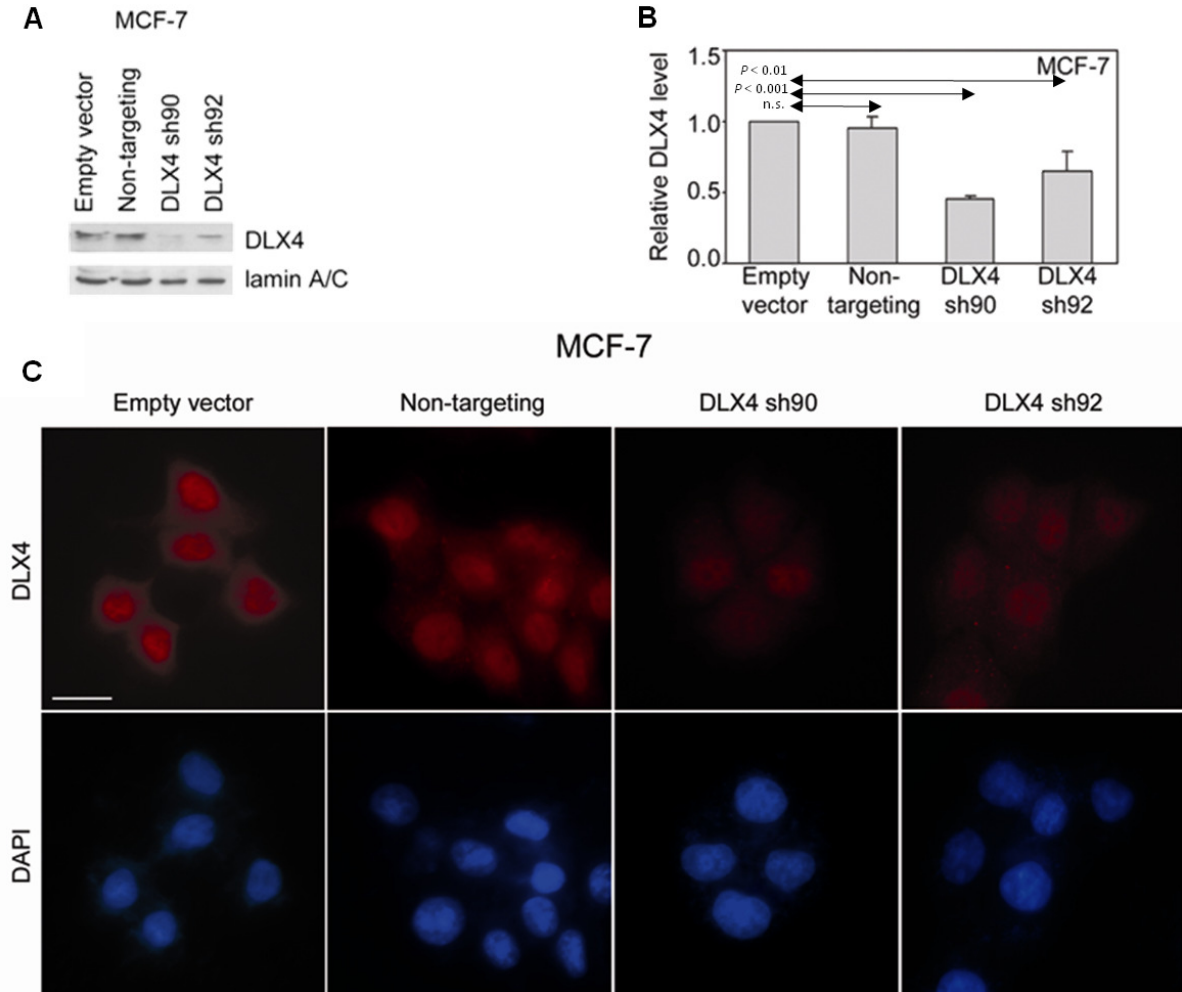 A
MCF-7
Empty vector
Non-targeting
DLX4 sh90
DLX4 sh92
DLX4
lamin A/C
B
Relative DLX4 level
1.5
1.0
0.5
0.0
MCF-7
P < 0.01
P < 0.001
n.s.
Empty
vector
Non-
targeting
DLX4
sh90
DLX4
sh92
MCF-7
C
Empty vector
Non-targeting
DLX4 sh90
DLX4 sh92
DLX4
DAPI